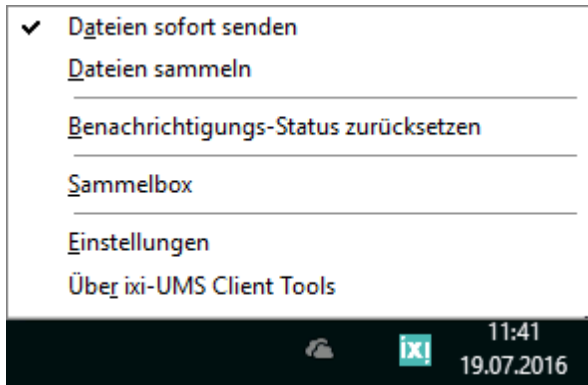 Dateien sofort senden
Dateien sammeln
Benachrichtigungs-Status zurücksetzen
Sammelbox
Einstellungen
Über ixi-UMS Client Tools
ixi
11:41
19.07.2016